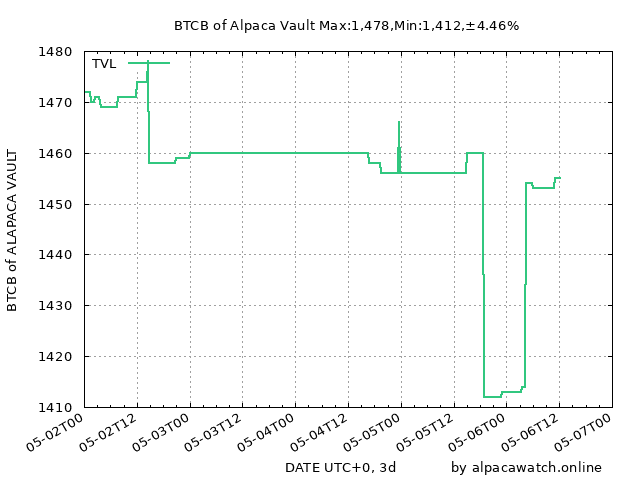 BTCB of Alpaca Vault Max:1,478,Min:1,412,±4.46%
TVL
1480
1470
1460
1450
1440
1430
1420
1410
BTCB of ALAPACA VAULT
05-02T00
05-02T12
05-03T00
05-03T12
05-04T00
05-04T12
05-05T00
05-05T12
05-06T00
05-06T12
05-07T00
DATE UTC+0, 3d
by alpacawatch.online